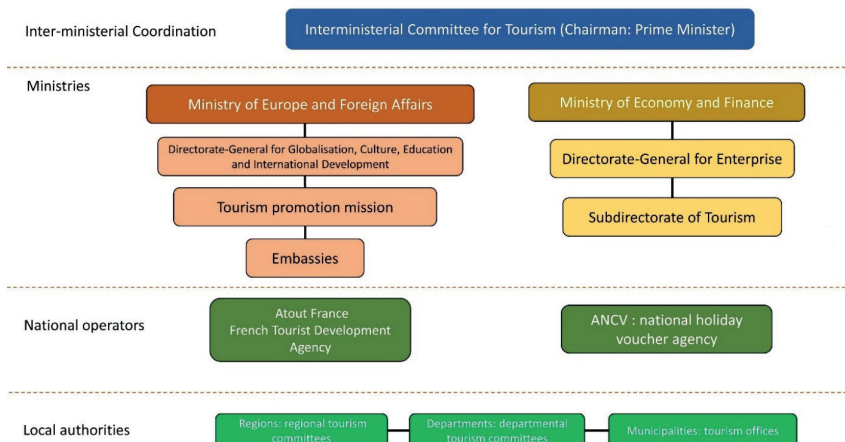 Inter-ministerial Coordination
Interministerial Committee for Tourism (Chairman: Prime Minister)
Ministries
Ministry of Europe and Foreign Affairs
Ministry of Economy and Finance
Directorate-General for Globalisation, Culture, Education
and International Development
Directorate-General for Enterprise
Tourism promotion mission
Subdirectorate of Tourism
Embassies
National operators
Atout France
French Tourist Development
Agency
ANCV : national holiday
voucher agency
Local authorities
Regions: regional tourism
committees
Departments: departmental
tourism committees
Municipalities: tourism offices